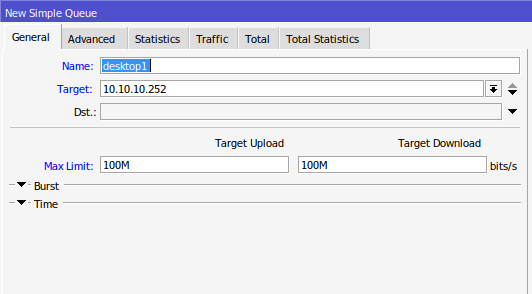 New Simple Queue
General Advanced Statistics Traffic Total Total Statistics
Name: desktop1
Target: 10.10.10.252
Dst.:
Target Upload Target Download
Max Limit: 100M 100M bits/s
Burst
Time